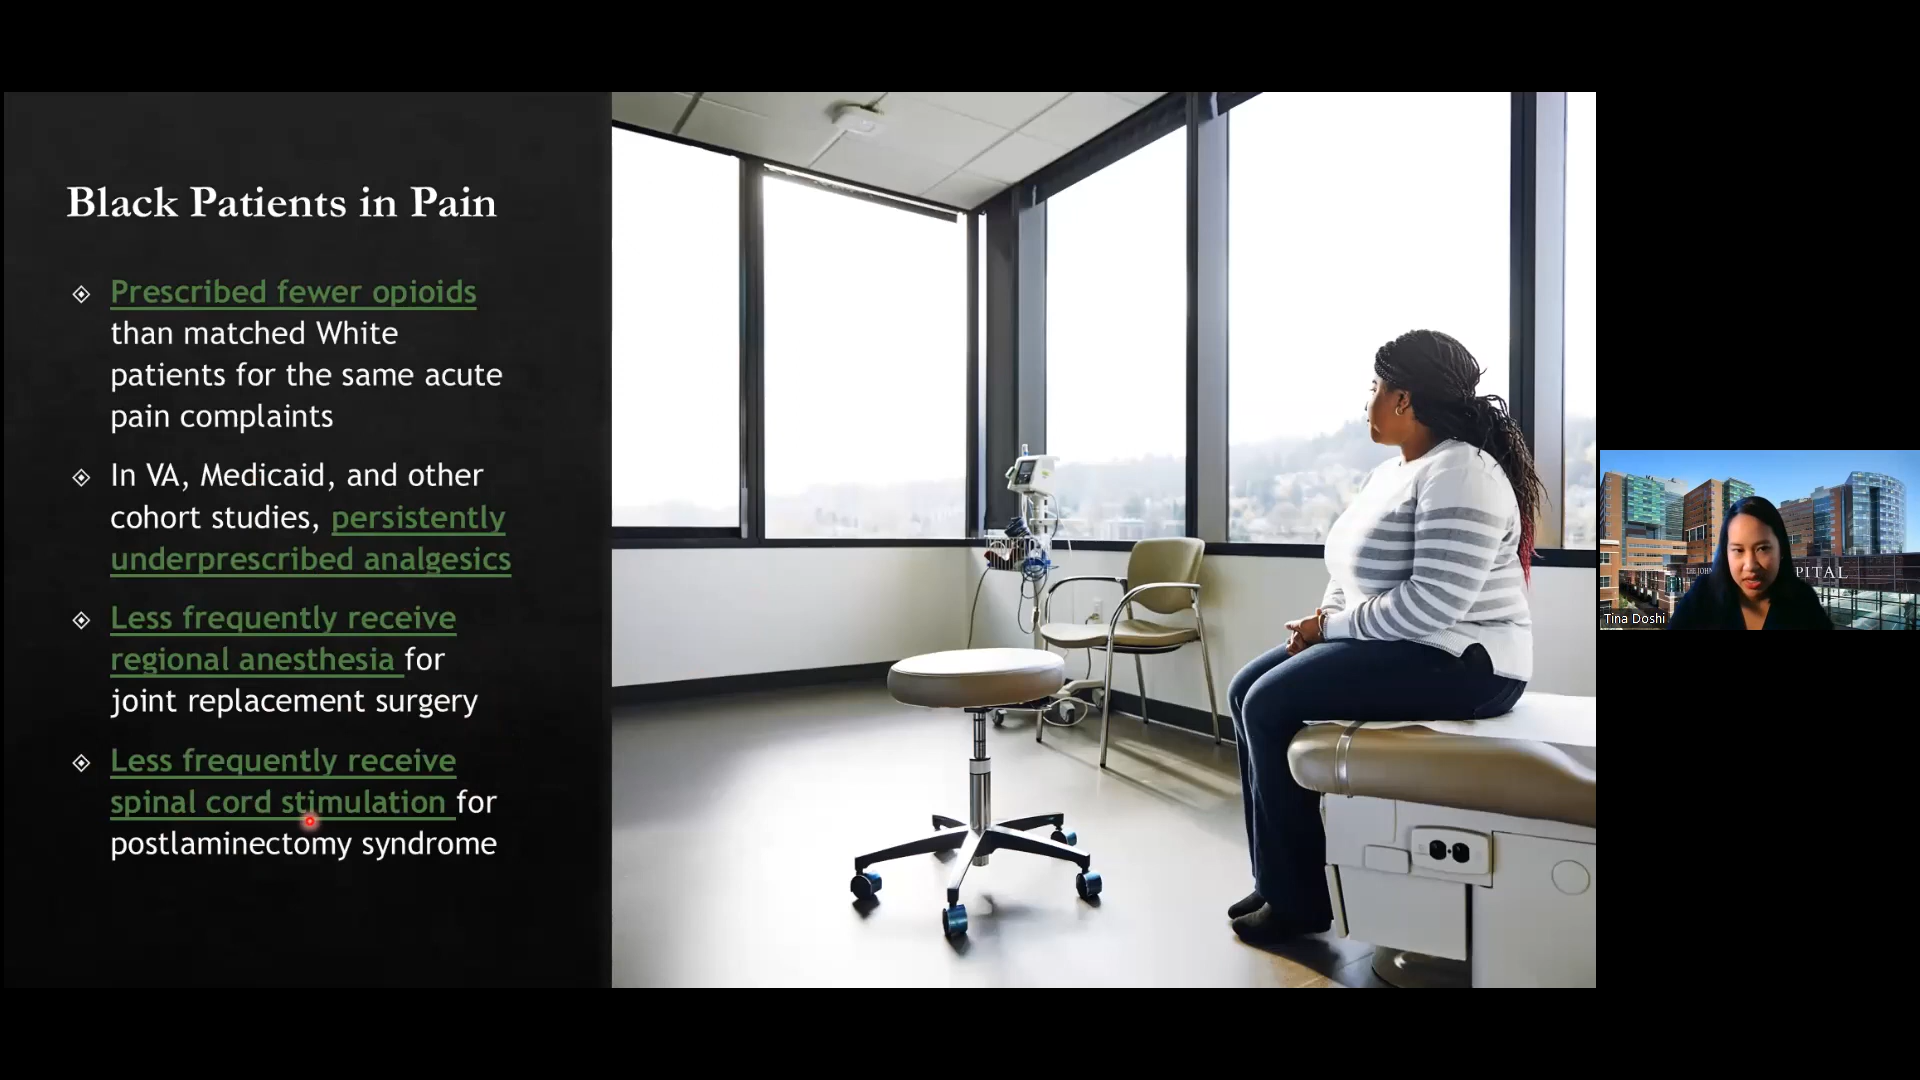 Black Patients in Pain
Prescribed fewer opioids
than matched White
patients for the same acute
pain complaints
In VA, Medicaid, and other
cohort studies, persistently
underprescribed analgesics
Less frequently receive
regional anesthesia for
joint replacement surgery
Less frequently receive
spinal cord stimulation for
postlaminectomy syndrome
THE JOHN PITAL
Tina Doshi